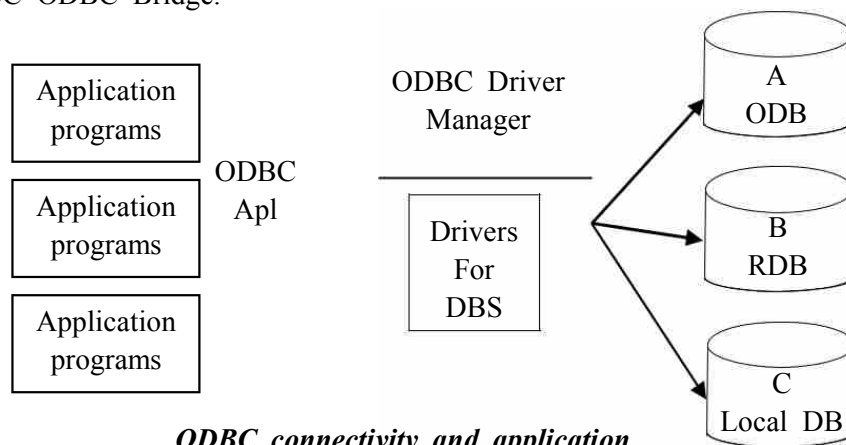 ODBC Bridge.
Application
programs
Application
programs
Application
programs
ODBC
Apl
ODBC Driver
Manager
Drivers
For
DBS
A
ODB
B
RDB
C
Local DB
ODBC connectivity and application